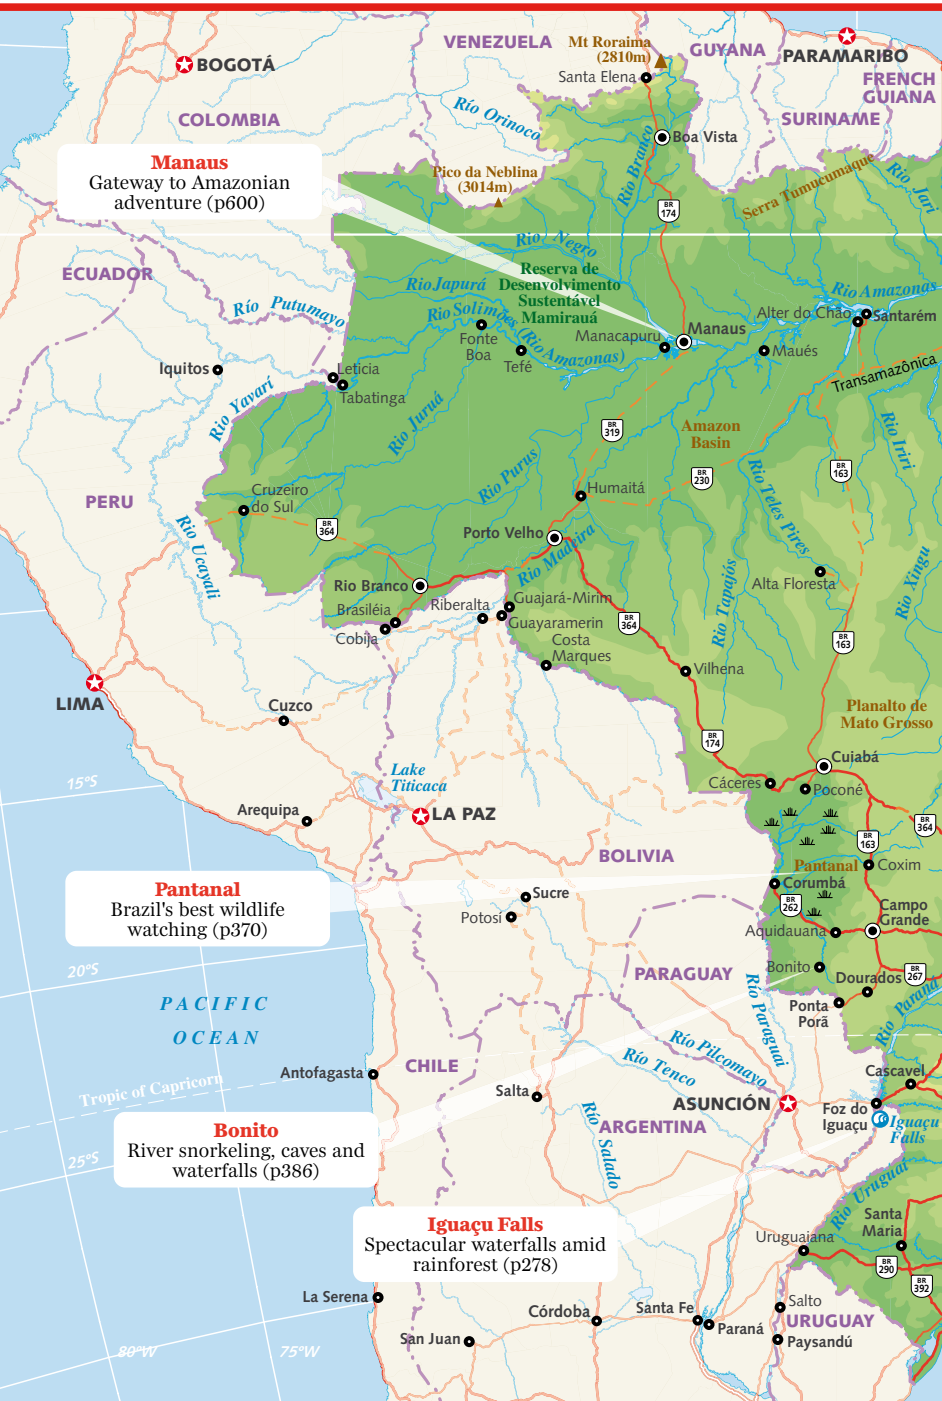 VENEZUELA
Mt Roraima
(2810m)
GUYANA
PARAMARIBO
BOGOTÁ
Santa Elena
FRENCH
GUIANA
COLOMBIA
Río Orinoco
SURINAME
Boa Vista
Manaus
Gateway to Amazonian
adventure (p600)
Pico da Neblina
(3014m)
Rio Branco
Serra Tumucumaque
Rio Jari
BR
174
Rio Negro
ECUADOR
Reserva de
Desenvolvimento
Sustentável
Mamirauá
Rio Japurá
Rio Amazonas
Río Putumayo
Rio Solimões (Rio Amazonas)
Alter do Chão
Santarém
Fonte
Boa
Manacapuru
Manaus
Tefé
Maués
Iquitos
Leticia
Tabatinga
Transamazônica
Rio Yavarí
Rio Juruá
BR
319
Amazon
Basin
Rio Iriri
Rio Purus
BR
230
Rio Teles Pires
BR
163
PERU
Cruzeiro
do Sul
Humaitá
Rio Ucayali
BR
364
Porto Velho
Rio Madeira
Rio Xingu
Rio Branco
Alta Floresta
Rio Tapajós
Brasiléia
Riberalta
Guajará-Mirim
Cobija
Guayaramerin
BR
364
BR
163
Costa
Marques
Vilhena
LIMA
Cuzco
Planalto de
Mato Grosso
BR
174
Cuiabá
15°S
Lake
Titicaca
Cáceres
Poconé
Arequipa
LA PAZ
BR
364
BR
163
BOLIVIA
Pantanal
Coxim
Pantanal
Brazil's best wildlife
watching (p370)
Sucre
Corumbá
BR
262
Campo
Grande
Potosí
Aquidauana
20°S
PARAGUAY
Bonito
Dourados
BR
267
PACIFIC
OCEAN
Río Paraguai
Ponta
Porã
Rio Paraná
Tropic of Capricorn
Antofagasta
CHILE
Río Pilcomayo
Río Tenco
Cascavel
Salta
ASUNCIÓN
Foz do
Iguaçu
Iguaçu
Falls
Bonito
River snorkeling, caves and
waterfalls (p386)
Río Salado
ARGENTINA
25°S
Rio Uruguai
Iguaçu Falls
Spectacular waterfalls amid
rainforest (p278)
Santa
Maria
Uruguaiana
BR
290
BR
392
La Serena
Córdoba
Santa Fe
Salto
San Juan
Paraná
URUGUAY
Paysandú
80°W
75°W